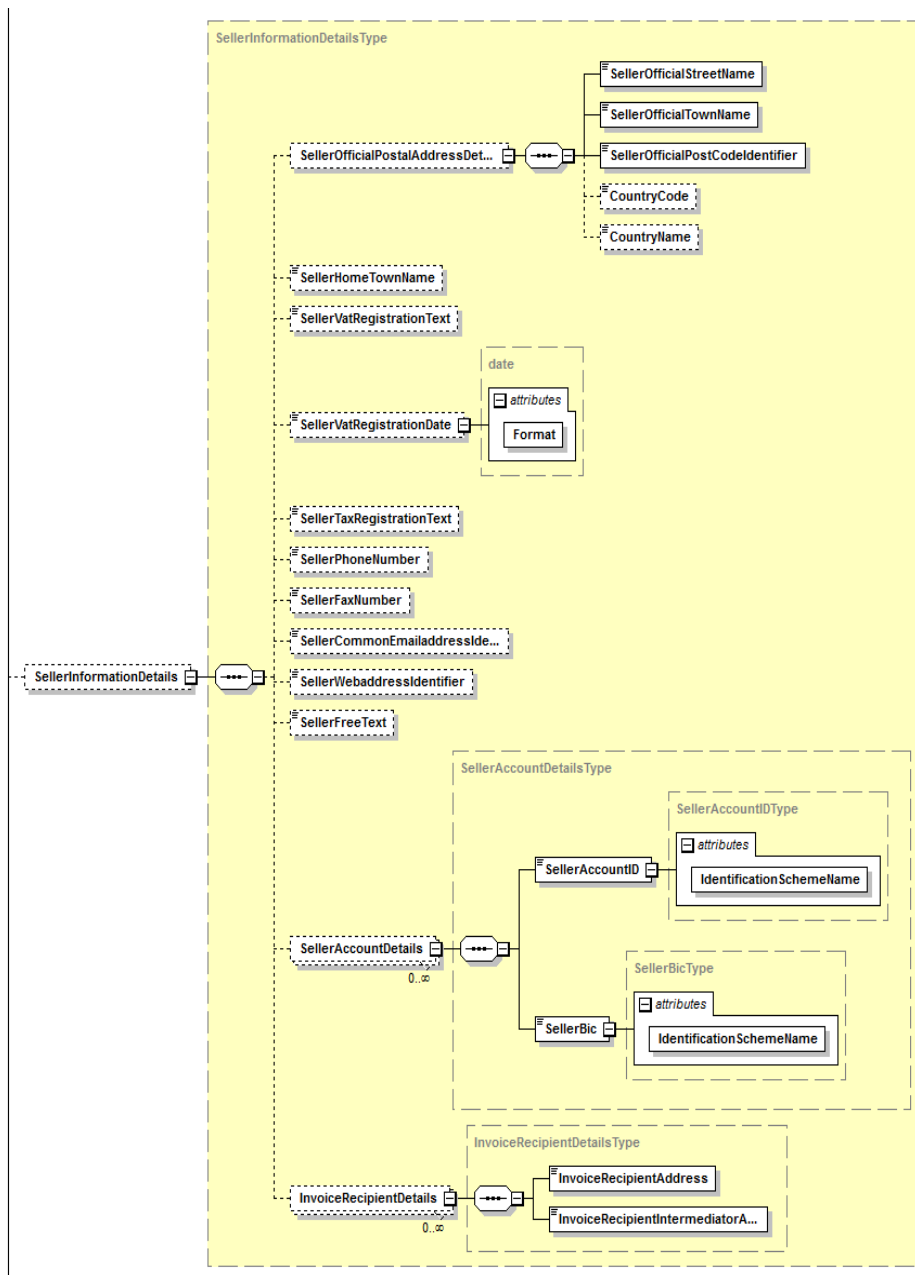 SellerInformationDetailsType
SellerOfficialStreetName
SellerOfficialTownName
SellerOfficialPostalAddressDet...
SellerOfficialPostCodeIdentifier
CountryCode
CountryName
SellerHomeTownName
SellerVatRegistrationText
date
attributes
SellerVatRegistrationDate
Format
SellerTaxRegistrationText
SellerPhoneNumber
SellerFaxNumber
SellerCommonEmailaddressIde...
SellerInformationDetails
SellerWebaddressIdentifier
SellerFreeText
SellerAccountDetailsType
SellerAccountIDType
attributes
SellerAccountID
IdentificationSchemeName
SellerAccountDetails
0..∞
SellerBicType
attributes
SellerBic
IdentificationSchemeName
InvoiceRecipientDetailsType
InvoiceRecipientAddress
InvoiceRecipientDetails
0..∞
InvoiceRecipientIntermediatorA...